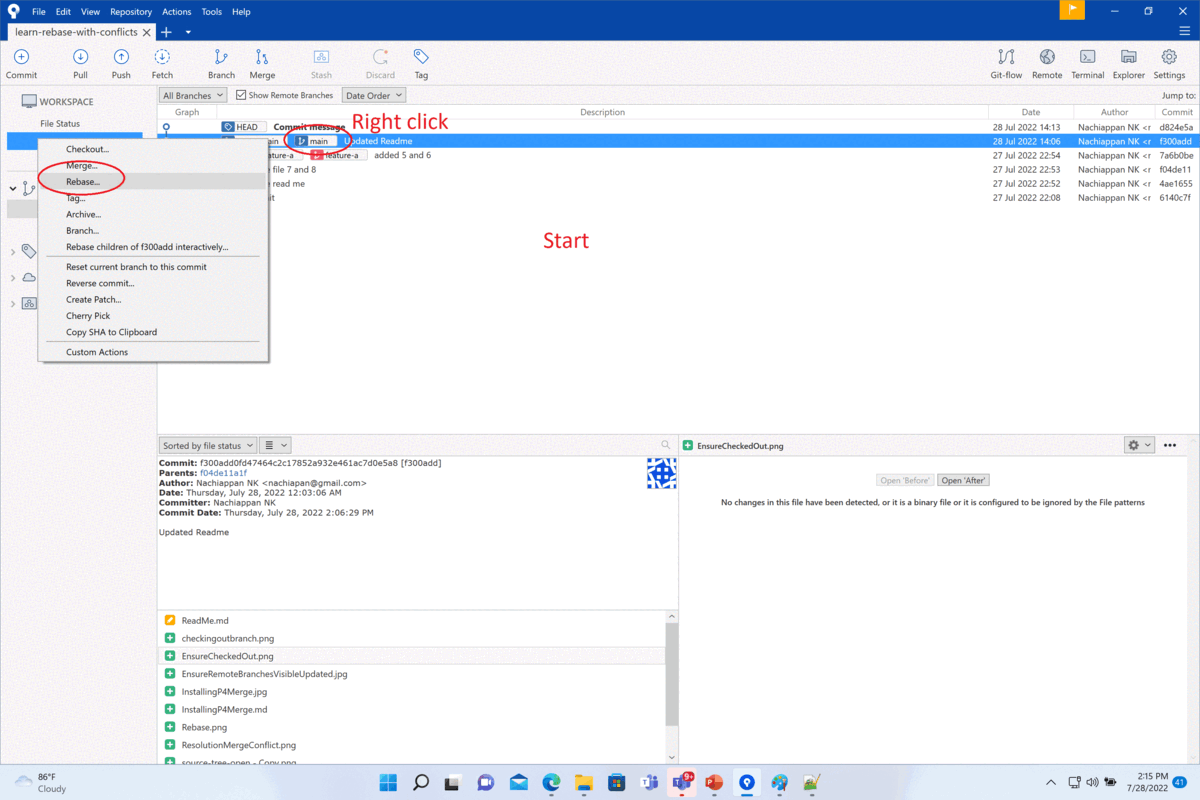 File Edit View Repository Actions Tools Help
learn-rebase-with-conflicts
Commit Pull Push Fetch Branch Merge Stash Discard Tag Git-flow Remote Terminal Explorer Settings
WORKSPACE
File Status
All Branches Show Remote Branches Date Order Jump to:
Graph Description Date Author Commit
HEAD Commit message 28 Jul 2022 14:13 Nachiappan NK <r d824e5a
Right click
ain main Updated Readme 28 Jul 2022 14:06 Nachiappan NK <r f300add
ature-a feature-a added 5 and 6 27 Jul 2022 22:54 Nachiappan NK <r 7a6b0be
file 7 and 8 27 Jul 2022 22:53 Nachiappan NK <r f04de11
read me 27 Jul 2022 22:52 Nachiappan NK <r 4ae1655
it 27 Jul 2022 22:08 Nachiappan NK <r 6140c7f
Start
Checkout...
Merge...
Rebase...
Tag...
Archive...
Branch...
Rebase children of f300add interactively...
Reset current branch to this commit
Reverse commit...
Create Patch...
Cherry Pick
Copy SHA to Clipboard
Custom Actions
Sorted by file status
Commit: f300add0fd47464c2c17852a932e461ac7d0e5a8 [f300add]
Parents: f04de11a1f
Author: Nachiappan NK <nachiapan@gmail.com>
Date: Thursday, July 28, 2022 12:03:06 AM
Committer: Nachiappan NK
Commit Date: Thursday, July 28, 2022 2:06:29 PM
Updated Readme
ReadMe.md
checkingoutbranch.png
EnsureCheckedOut.png
EnsureRemoteBranchesVisibleUpdated.jpg
InstallingP4Merge.jpg
InstallingP4Merge.md
Rebase.png
ResolutionMergeConflict.png
source-tree-open - Copy.png
EnsureCheckedOut.png
Open 'Before' Open 'After'
No changes in this file have been detected, or it is a binary file or it is configured to be ignored by the File patterns
86°F
Cloudy
9+
2:15 PM
7/28/2022
41